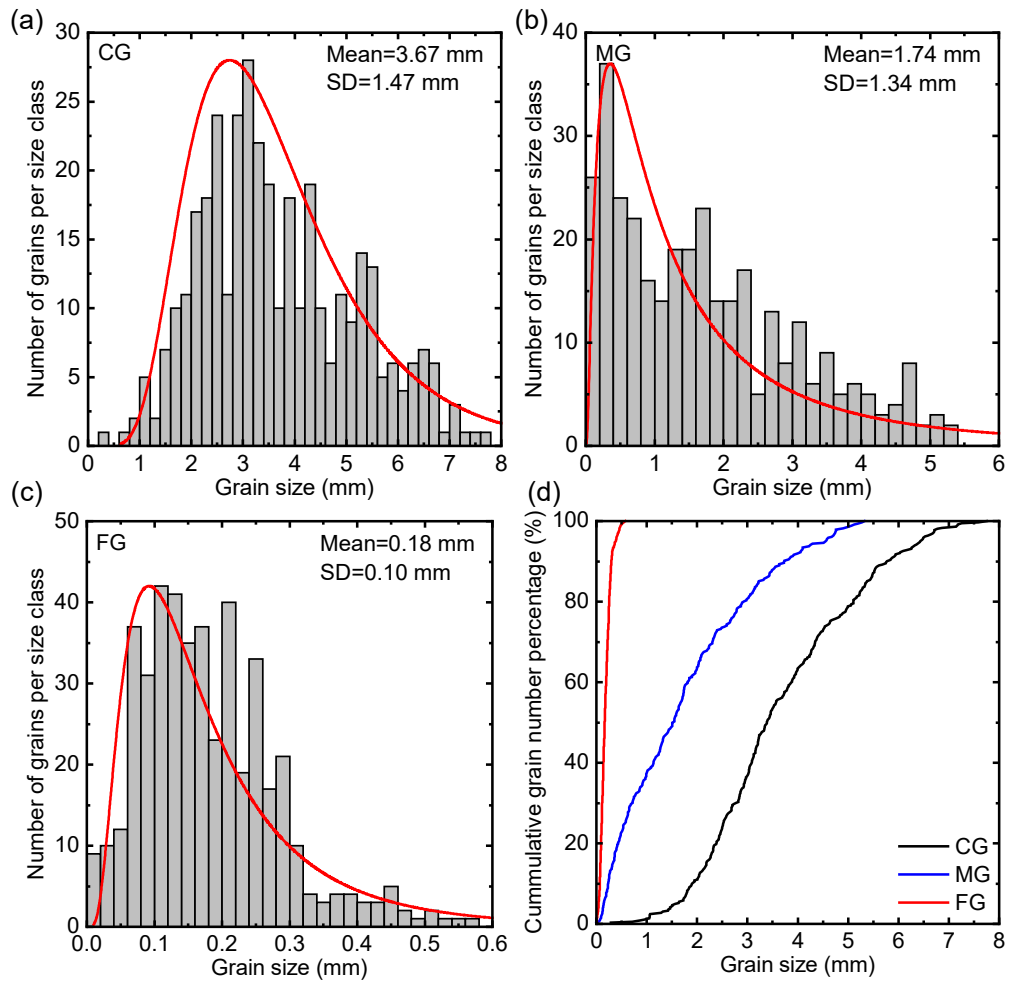 (a)
CG
Mean=3.67 mm
SD=1.47 mm
Number of grains per size class
30
25
20
15
10
5
0
0 1 2 3 4 5 6 7 8
Grain size (mm)
(b)
MG
Mean=1.74 mm
SD=1.34 mm
Number of grains per size class
40
30
20
10
0
0 1 2 3 4 5 6
Grain size (mm)
(c)
FG
Mean=0.18 mm
SD=0.10 mm
Number of grains per size class
50
40
30
20
10
0
0.0 0.1 0.2 0.3 0.4 0.5 0.6
Grain size (mm)
(d)
Cummulative grain number percentage (%)
100
80
60
40
20
0
CG
MG
FG
0 1 2 3 4 5 6 7 8
Grain size (mm)